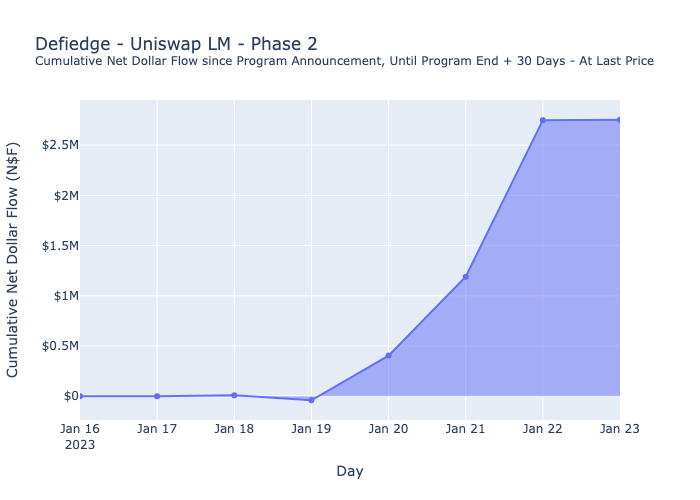 Defiedge - Uniswap LM - Phase 2
Cumulative Net Dollar Flow since Program Announcement, Until Program End + 30 Days - At Last Price
Cumulative Net Dollar Flow (N$F)
$2.5M
$2M
$1.5M
$1M
$0.5M
$0
Jan 16 Jan 17 Jan 18 Jan 19 Jan 20 Jan 21 Jan 22 Jan 23
2023
Day